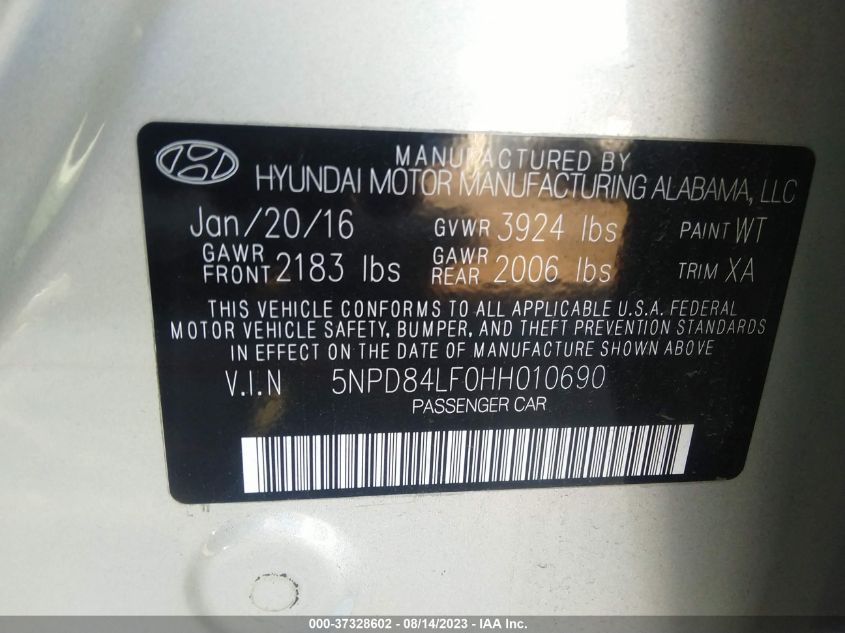 MANUFACTURED BY
HYUNDAI MOTOR MANUFACTURING ALABAMA, LLC
Jan/20/16 GVWR 3924 lbs PAINT WT
GAWR FRONT 2183 lbs GAWR REAR 2006 lbs TRIM XA
THIS VEHICLE CONFORMS TO ALL APPLICABLE U.S.A. FEDERAL
MOTOR VEHICLE SAFETY, BUMPER, AND THEFT PREVENTION STANDARDS
IN EFFECT ON THE DATE OF MANUFACTURE SHOWN ABOVE
V.I.N 5NPD84LF0HH010690
PASSENGER CAR
000-37328602 - 08/14/2023 - Copyright IAA, Inc.